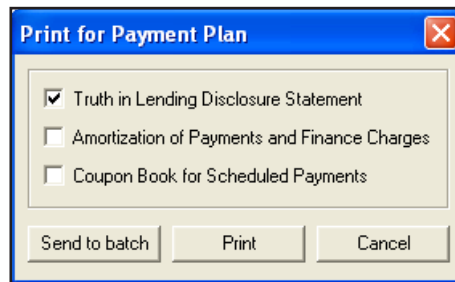 Print for Payment Plan
Truth in Lending Disclosure Statement
Amortization of Payments and Finance Charges
Coupon Book for Scheduled Payments
Send to batch Print Cancel